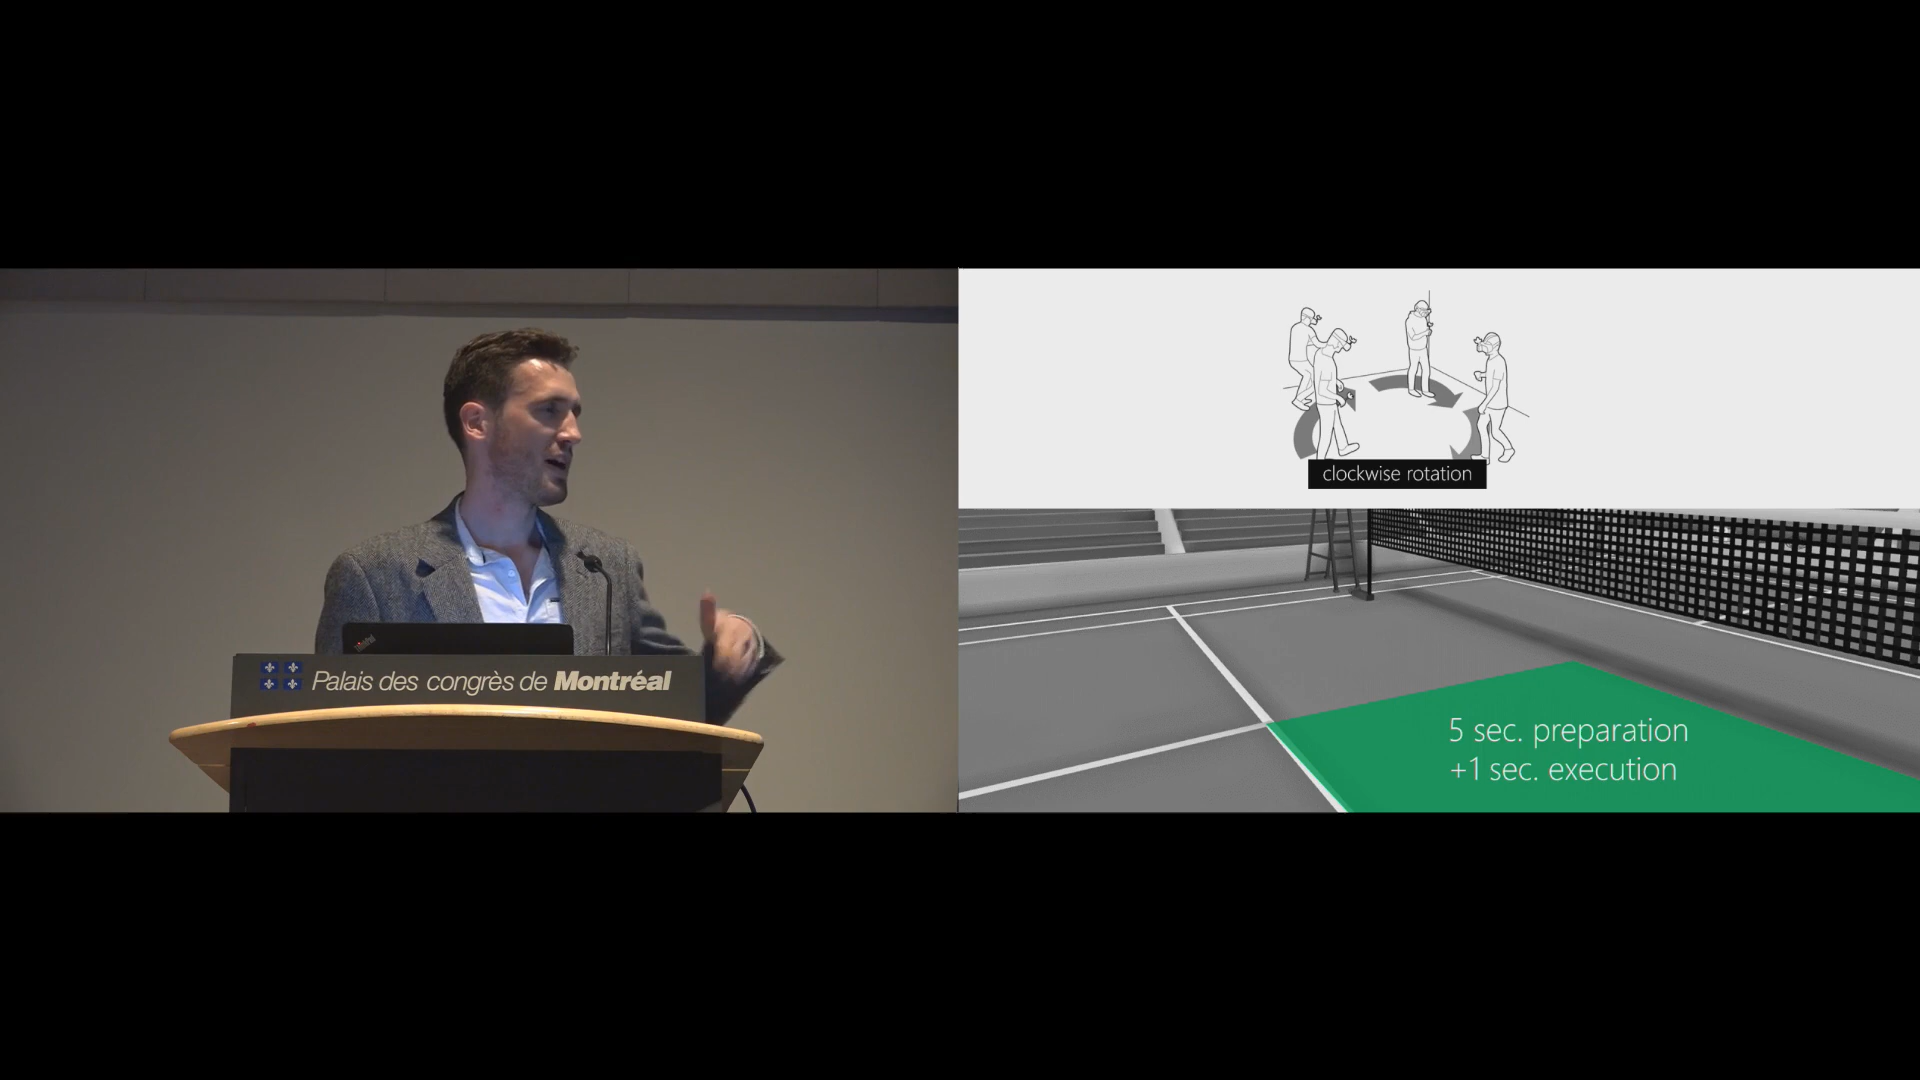 Palais des congrès de Montréal
clockwise rotation
5 sec. preparation
+1 sec. execution